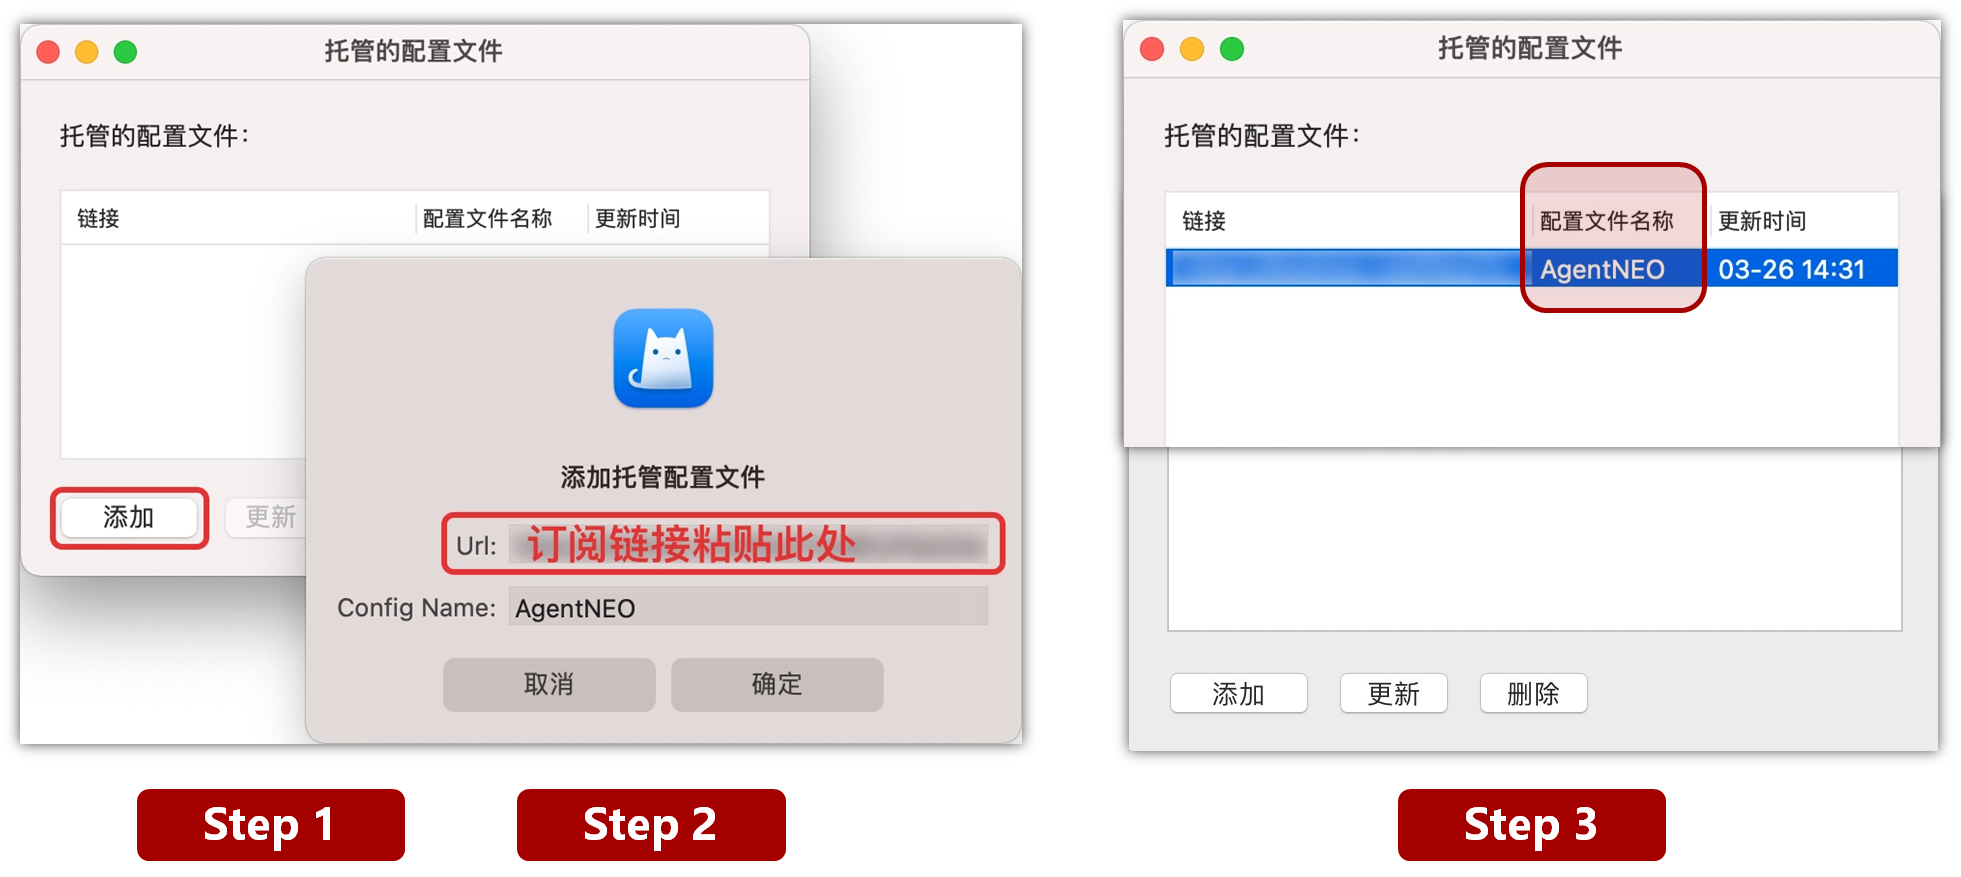 托管的配置文件
托管的配置文件：
链接 配置文件名称 更新时间
添加 更新
添加托管配置文件
Url: 订阅链接粘贴此处
Config Name: AgentNEO
取消 确定
Step 1
Step 2
托管的配置文件
托管的配置文件：
链接 配置文件名称 更新时间
AgentNEO 03-26 14:31
添加 更新 删除
Step 3